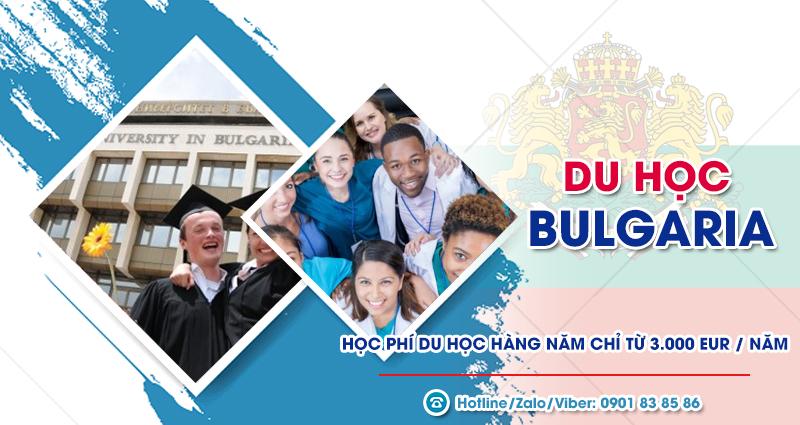 UNIVERSITY IN BULGARIA
DU HỌC
BULGARIA
HỌC PHÍ DU HỌC HÀNG NĂM CHỈ TỪ 3.000 EUR / NĂM
Hotline/Zalo/Viber: 0901 83 85 86